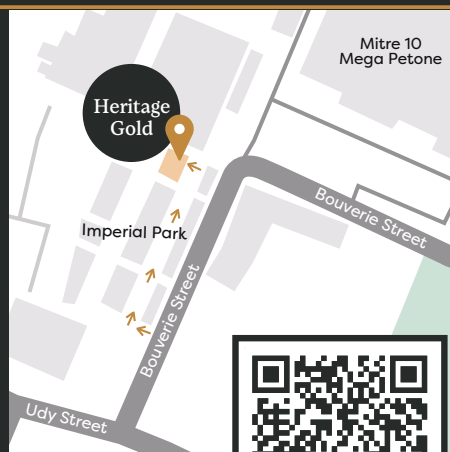 Mitre 10
Mega Petone
Heritage
Gold
Bouverie Street
Imperial Park
Bouverie Street
Udy Street